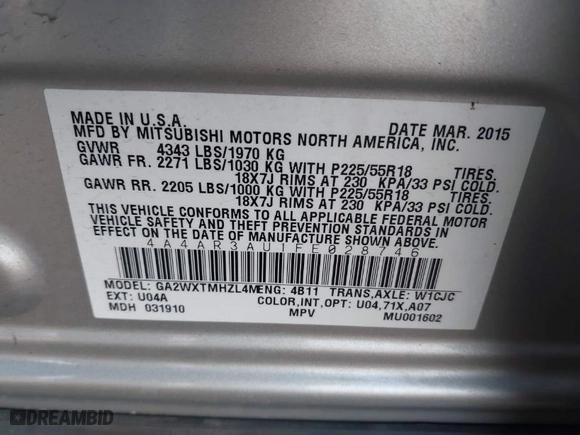 MADE IN U.S.A. DATE MAR. 2015
MFD BY MITSUBISHI MOTORS NORTH AMERICA, INC.
GVWR 4343 LBS/1970 KG
GAWR FR. 2271 LBS/1030 KG WITH P225/55R18 TIRES.
18X7J RIMS AT 230 KPA/33 PSI COLD.
GAWR RR. 2205 LBS/1000 KG WITH P225/55R18 TIRES.
18X7J RIMS AT 230 KPA/33 PSI COLD.
THIS VEHICLE CONFORMS TO ALL APPLICABLE FEDERAL MOTOR
VEHICLE SAFETY AND THEFT PREVENTION STANDARDS IN
EFFECT ON THE DATE OF MANUFACTURE SHOWN ABOVE.
4A4AR3AU1FE028746
MODEL: GA2WXTMHZL4M ENG: 4B11 TRANS,AXLE: W1CJC
EXT: U04A COLOR,INT,OPT: U04,71X,A07
MDH 031910 MPV MU001602
DREAMBID